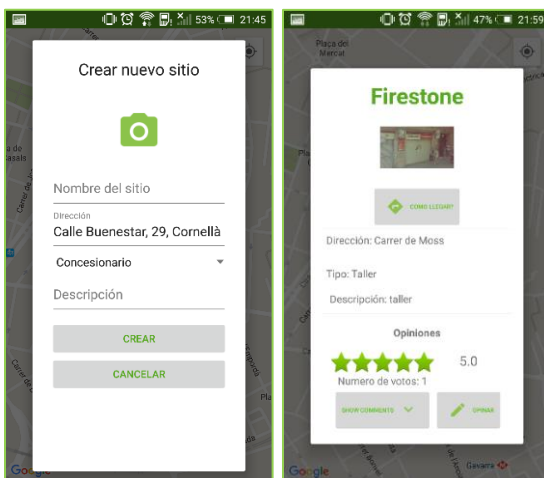 53% 21:45
Crear nuevo sitio
Nombre del sitio
Dirección
Calle Buenestar, 29, Cornellà
Concesionario
Descripción
CREAR
CANCELAR
Google
47% 21:59
Plaça del
Mercat
Firestone
COMO LLEGAR?
Dirección: Carrer de Moss
Tipo: Taller
Descripción: taller
Opiniones
5.0
Numero de votos: 1
SHOW COMMENTS
OPINAR
Gavarra
Google